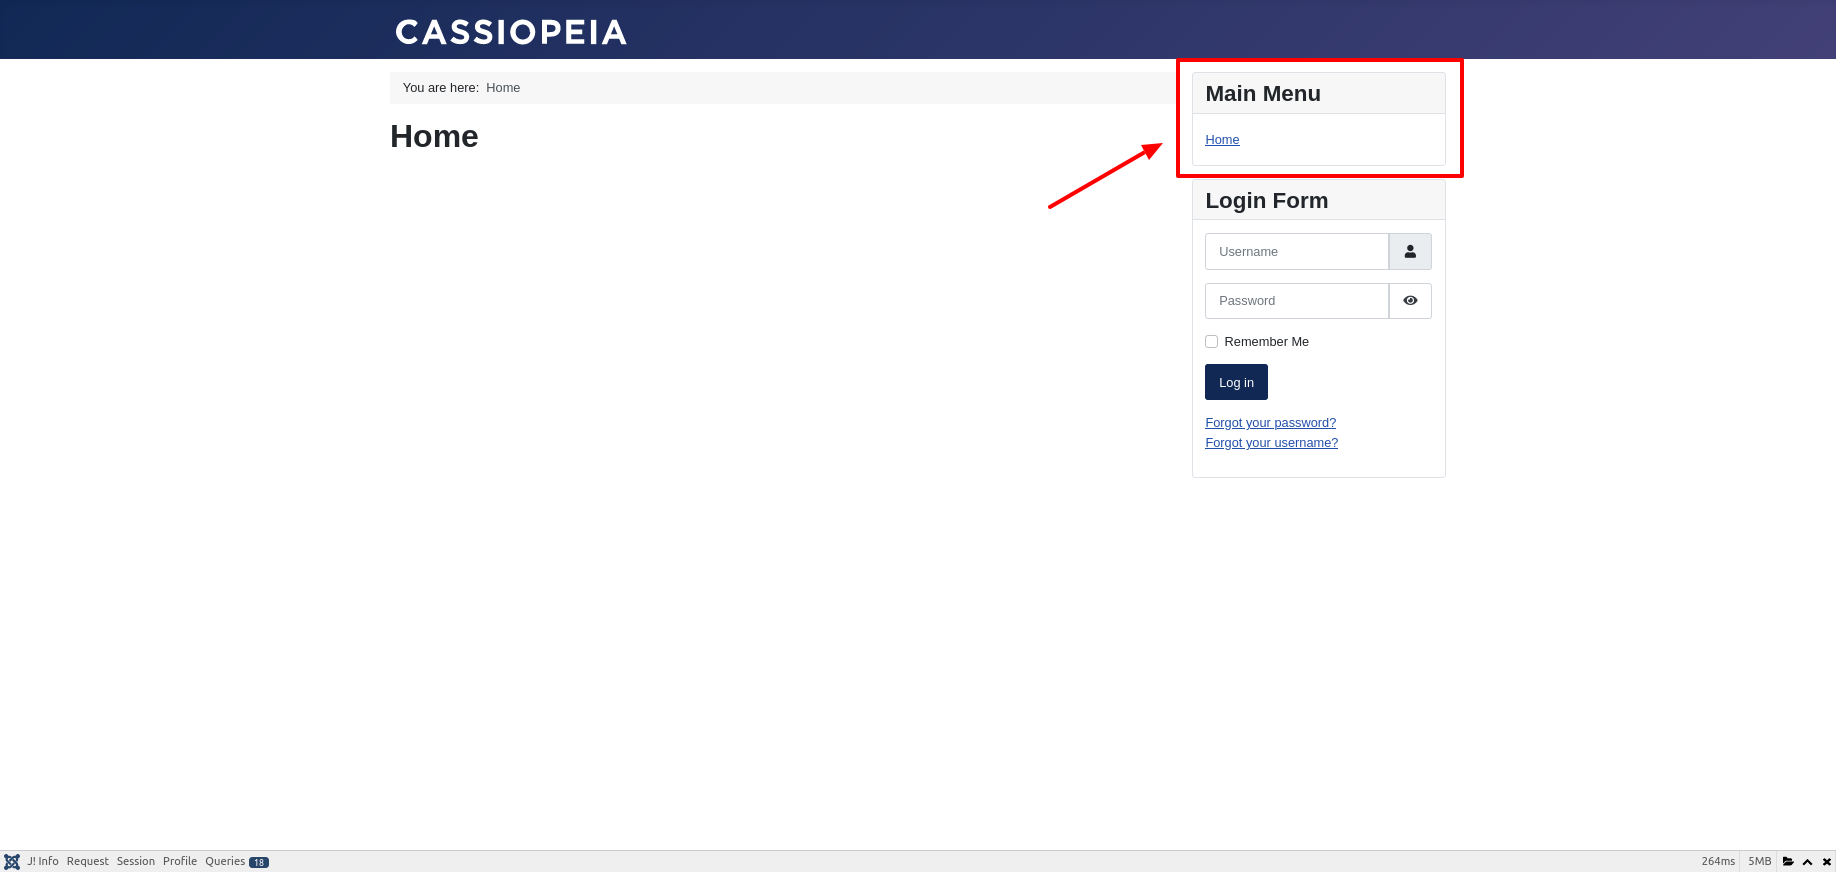 CASSIOPEIA
You are here: Home
Home
Main Menu
Home
Login Form
Username
Password
Remember Me
Log in
Forgot your password?
Forgot your username?
J! Info Request Session Profile Queries 18
264ms 5MB